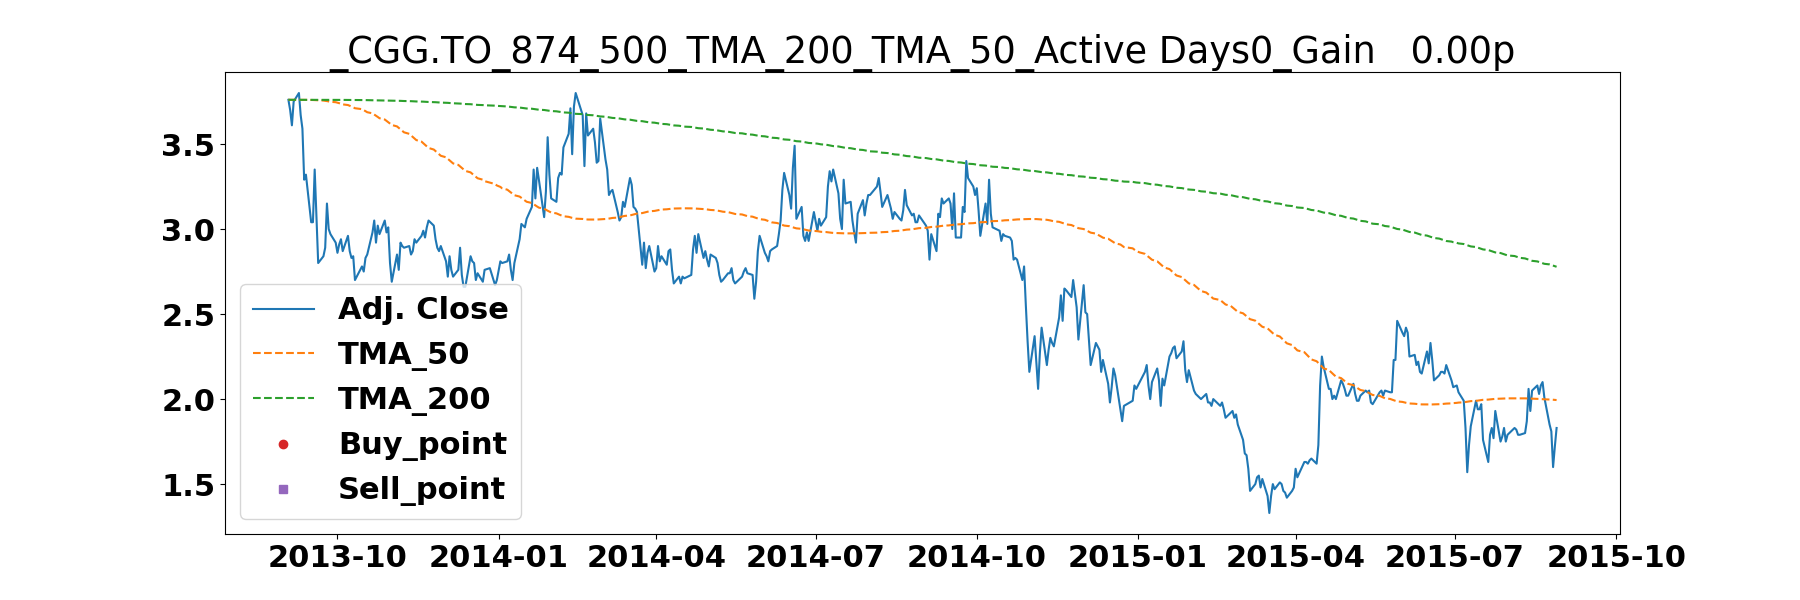 _CGG.TO_874_500_TMA_200_TMA_50_Active Days0_Gain   0.00p
3.5
3.0
2.5
2.0
1.5
Adj. Close
TMA_50
TMA_200
Buy_point
Sell_point
2013-10 2014-01 2014-04 2014-07 2014-10 2015-01 2015-04 2015-07 2015-10